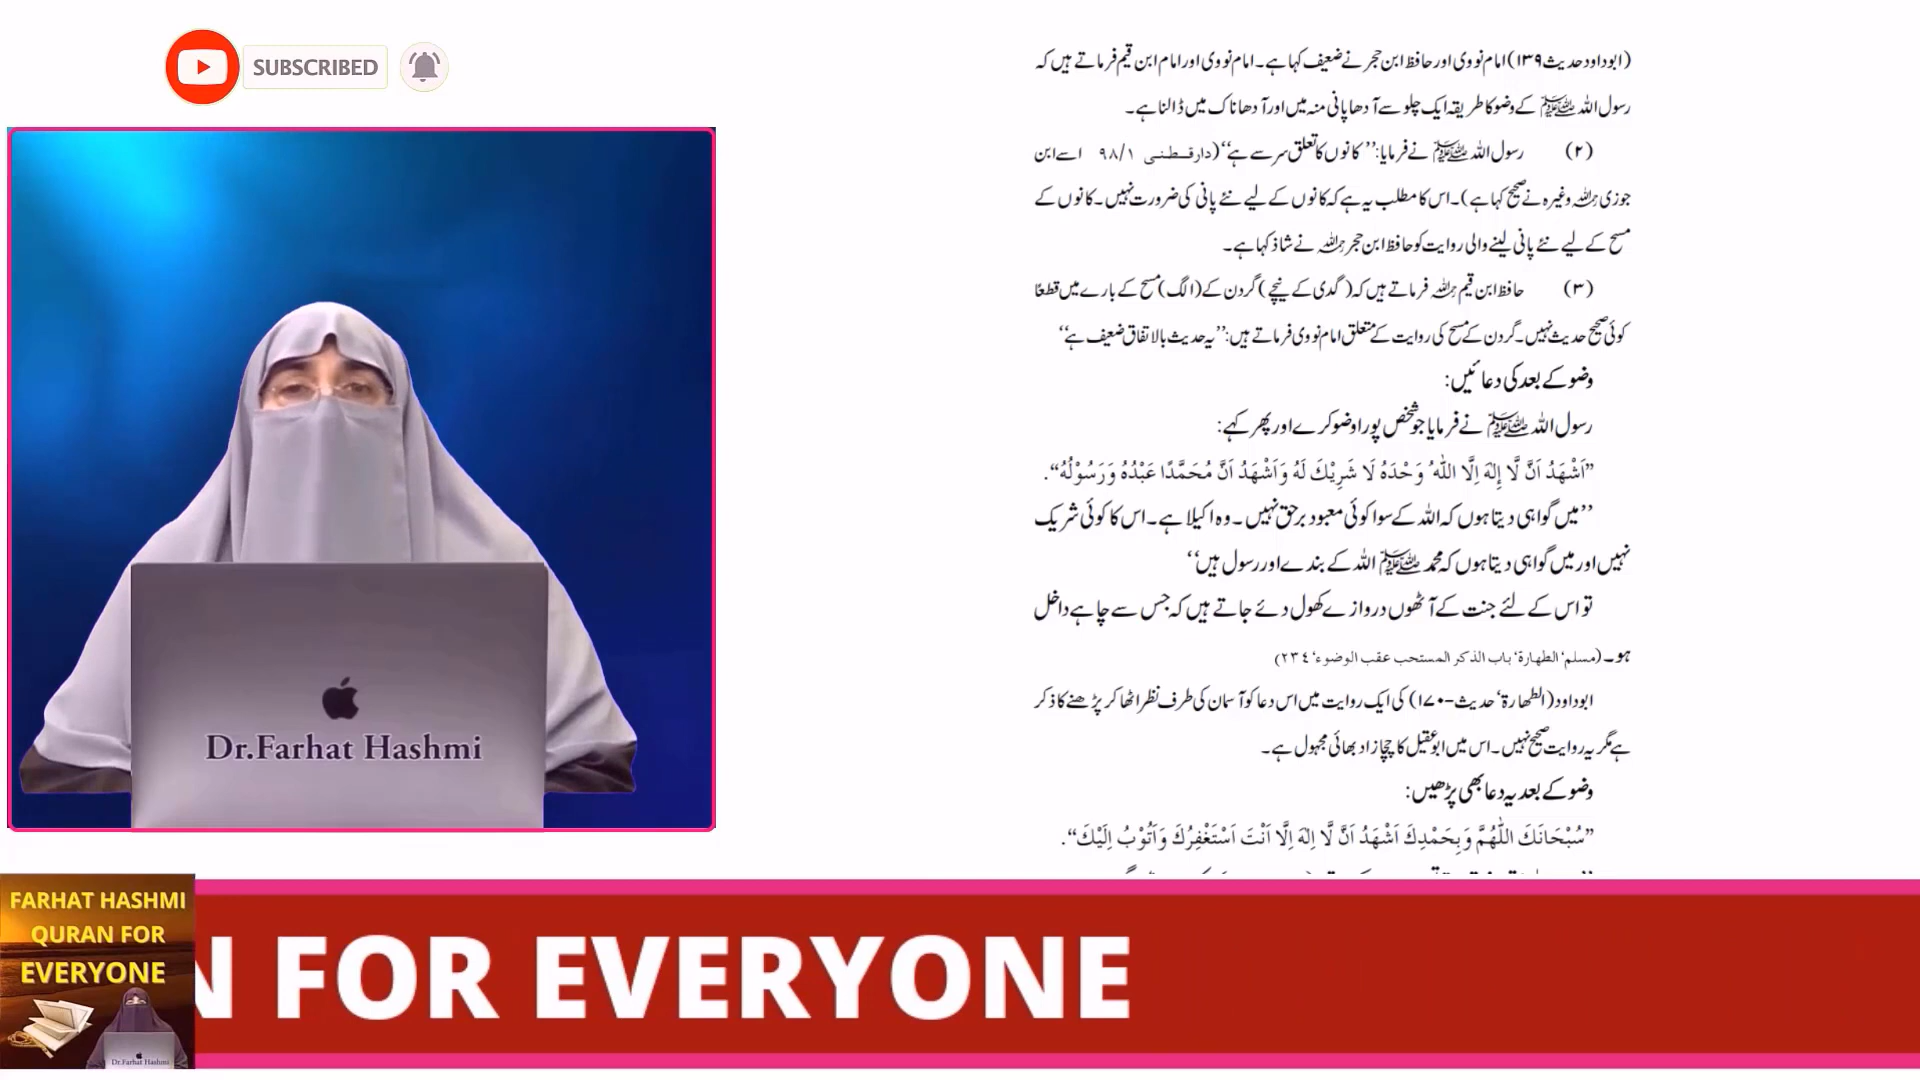 SUBSCRIBED
(ابوداود حدیث ۱۳۹) امام نووی اور حافظ ابن حجر نے ضعیف کہا ہے۔ امام نووی اور امام ابن قیم فرماتے ہیں کہ
رسول اللہ ﷺ کے وضو کا طریقہ ایک چلو سے آدھا پانی منہ میں اور آدھا ناک میں ڈالنا ہے۔
(۲) رسول اللہ ﷺ نے فرمایا: ’’کانوں کا تعلق سر سے ہے‘‘ (دارقطنی ۹۸/۱ اسے ابن
جوزی رحمہ اللہ وغیرہ نے صحیح کہا ہے)۔ اس کا مطلب یہ ہے کہ کانوں کے لیے نئے پانی کی ضرورت نہیں۔ کانوں کے
مسح کے لیے نئے پانی لینے والی روایت کو حافظ ابن حجر رحمہ اللہ نے شاذ کہا ہے۔
(۳) حافظ ابن قیم رحمہ اللہ فرماتے ہیں کہ (گدی کے نیچے) گردن کے (الگ) مسح کے بارے میں قطعًا
کوئی صحیح حدیث نہیں۔ گردن کے مسح کی روایت کے متعلق امام نووی فرماتے ہیں: ’’یہ حدیث بالاتفاق ضعیف ہے‘‘
وضو کے بعد کی دعائیں:
رسول اللہ ﷺ نے فرمایا جو شخص پورا وضو کرے اور پھر کہے:
”اَشْهَدُ اَنْ لَّا إِلٰهَ اِلَّا اللّٰهُ وَحْدَهُ لَا شَرِيْكَ لَهُ وَاَشْهَدُ اَنَّ مُحَمَّدًا عَبْدُهُ وَرَسُوْلُهُ“.
’’میں گواہی دیتا ہوں کہ اللہ کے سوا کوئی معبود برحق نہیں۔ وہ اکیلا ہے۔ اس کا کوئی شریک
نہیں اور میں گواہی دیتا ہوں کہ محمد ﷺ اللہ کے بندے اور رسول ہیں‘‘
تو اس کے لئے جنت کے آٹھوں دروازے کھول دئے جاتے ہیں کہ جس سے چاہے داخل
ہو۔ (مسلم‘ الطهارة‘ باب الذكر المستحب عقب الوضوء‘ ٢٣٤)
ابوداود (الطهارة‘ حدیث-۱۷۰) کی ایک روایت میں اس دعا کو آسمان کی طرف نظر اٹھا کر پڑھنے کا ذکر
ہے مگر یہ روایت صحیح نہیں۔ اس میں ابو عقیل کا چچازاد بھائی مجہول ہے۔
وضو کے بعد یہ دعا بھی پڑھیں:
”سُبْحَانَكَ اللّٰهُمَّ وَبِحَمْدِكَ اَشْهَدُ اَنْ لَّا اِلٰهَ اِلَّا اَنْتَ اَسْتَغْفِرُكَ وَاَتُوْبُ اِلَيْكَ“.
Dr.Farhat Hashmi
FARHAT HASHMI
QURAN FOR
EVERYONE
Dr.Farhat Hashmi
N FOR EVERYONE